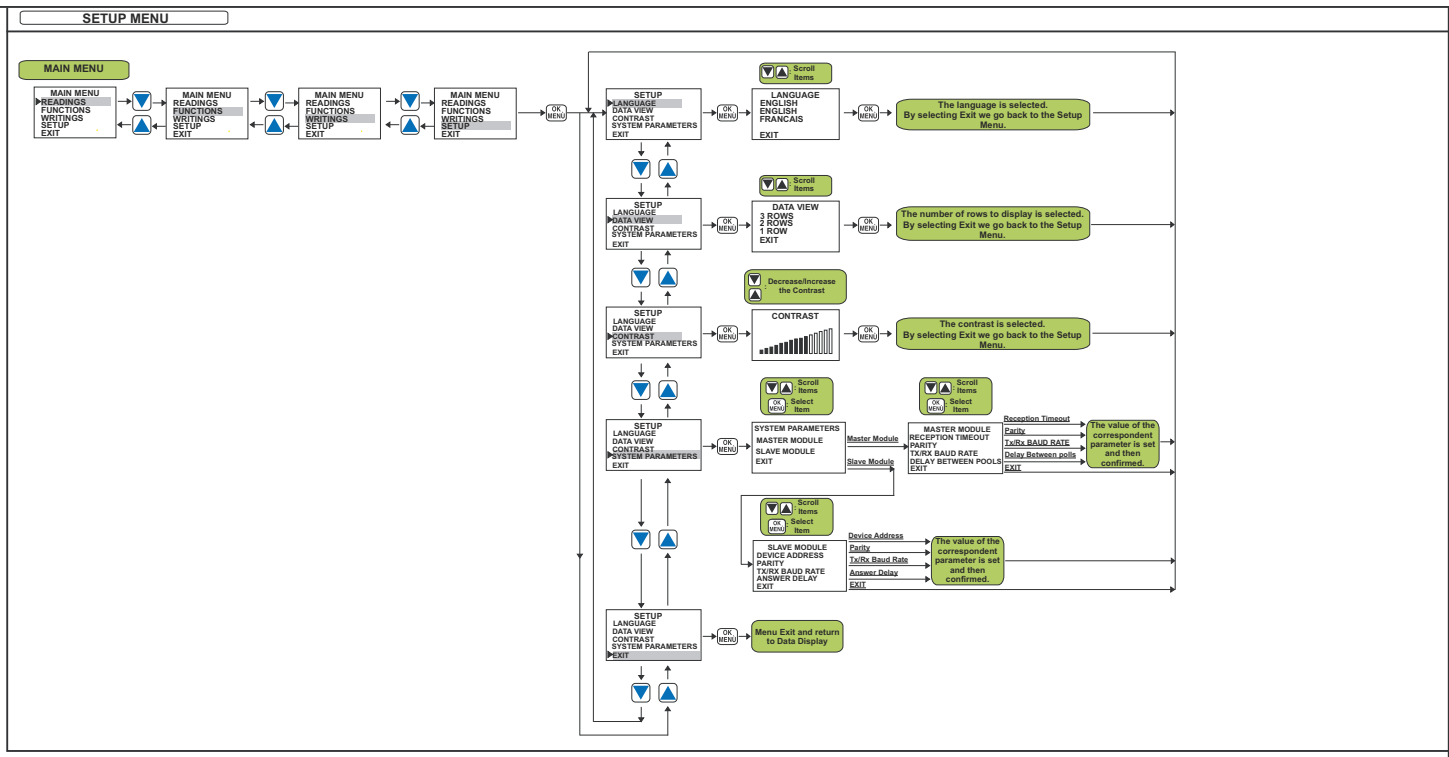 SETUP MENU
MAIN MENU
MAIN MENU
READINGS
FUNCTIONS
WRITINGS
SETUP
EXIT
MAIN MENU
READINGS
FUNCTIONS
WRITINGS
SETUP
EXIT
MAIN MENU
READINGS
FUNCTIONS
WRITINGS
SETUP
EXIT
MAIN MENU
READINGS
FUNCTIONS
WRITINGS
SETUP
EXIT
OK
MENÙ
SETUP
LANGUAGE
DATA VIEW
CONTRAST
SYSTEM PARAMETERS
EXIT
OK
MENÙ
: Scroll
Items
LANGUAGE
ENGLISH
ENGLISH
FRANCAIS
EXIT
OK
MENÙ
The language is selected.
By selecting Exit we go back to the Setup
Menu.
SETUP
LANGUAGE
DATA VIEW
CONTRAST
SYSTEM PARAMETERS
EXIT
OK
MENÙ
: Scroll
Items
DATA VIEW
3 ROWS
2 ROWS
1 ROW
EXIT
OK
MENÙ
The number of rows to display is selected.
By selecting Exit we go back to the Setup
Menu.
SETUP
LANGUAGE
DATA VIEW
CONTRAST
SYSTEM PARAMETERS
EXIT
OK
MENÙ
: Decrease/Increase
the Contrast
CONTRAST
OK
MENÙ
The contrast is selected.
By selecting Exit we go back to the Setup
Menu.
SETUP
LANGUAGE
DATA VIEW
CONTRAST
SYSTEM PARAMETERS
EXIT
OK
MENÙ
: Scroll
Items
OK
MENÙ
: Select
Item
SYSTEM PARAMETERS
MASTER MODULE
SLAVE MODULE
EXIT
Master Module
Slave Module
: Scroll
Items
OK
MENÙ
: Select
Item
MASTER MODULE
RECEPTION TIMEOUT
PARITY
TX/RX BAUD RATE
DELAY BETWEEN POOLS
EXIT
Reception Timeout
Parity
Tx/Rx BAUD RATE
Delay Between polls
EXIT
The value of the
correspondent
parameter is set
and then
confirmed.
: Scroll
Items
OK
MENÙ
: Select
Item
SLAVE MODULE
DEVICE ADDRESS
PARITY
TX/RX BAUD RATE
ANSWER DELAY
EXIT
Device Address
Parity
Tx/Rx Baud Rate
Answer Delay
EXIT
The value of the
correspondent
parameter is set
and then
confirmed.
SETUP
LANGUAGE
DATA VIEW
CONTRAST
SYSTEM PARAMETERS
EXIT
OK
MENÙ
Menu Exit and return
to Data Display